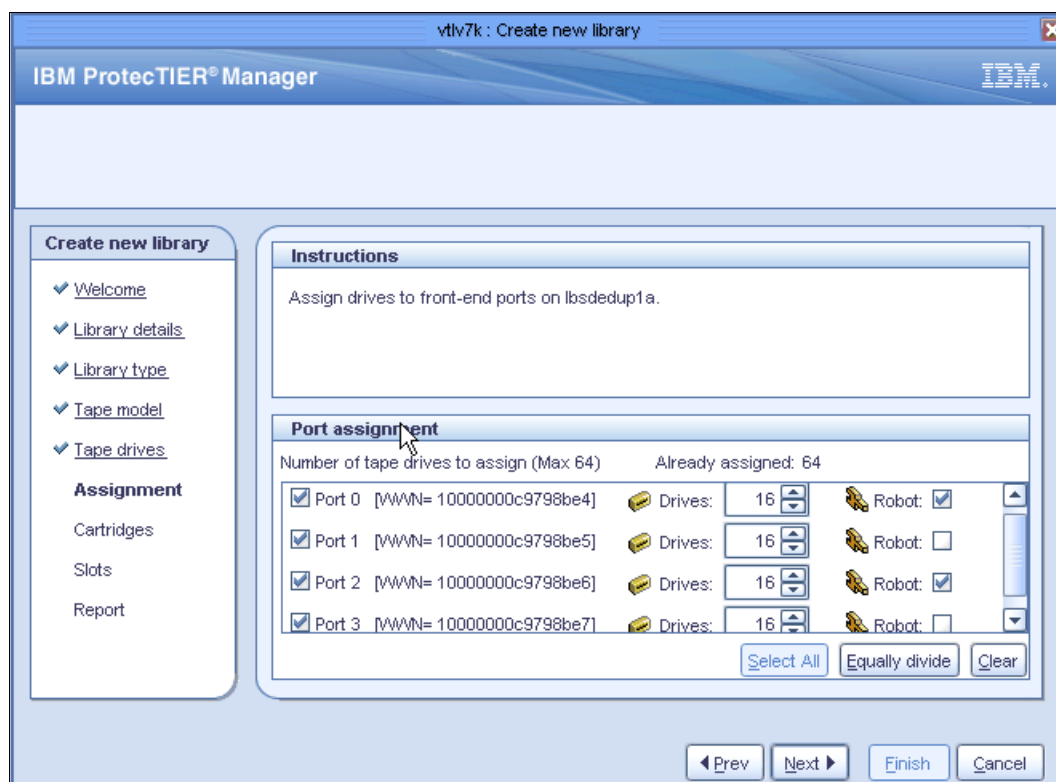 vtlv7k : Create new library
IBM ProtecTIER® Manager
IBM.
Create new library
Welcome
Library details
Library type
Tape model
Tape drives
Assignment
Cartridges
Slots
Report
Instructions
Assign drives to front-end ports on lbsdedup1a.
Port assignment
Number of tape drives to assign (Max 64) Already assigned: 64
Port 0 [WWN= 10000000c9798be4] Drives: 16 Robot:
Port 1 [WWN= 10000000c9798be5] Drives: 16 Robot:
Port 2 [WWN= 10000000c9798be6] Drives: 16 Robot:
Port 3 [WWN= 10000000c9798be7] Drives: 16 Robot:
Select All Equally divide Clear
Prev Next Finish Cancel